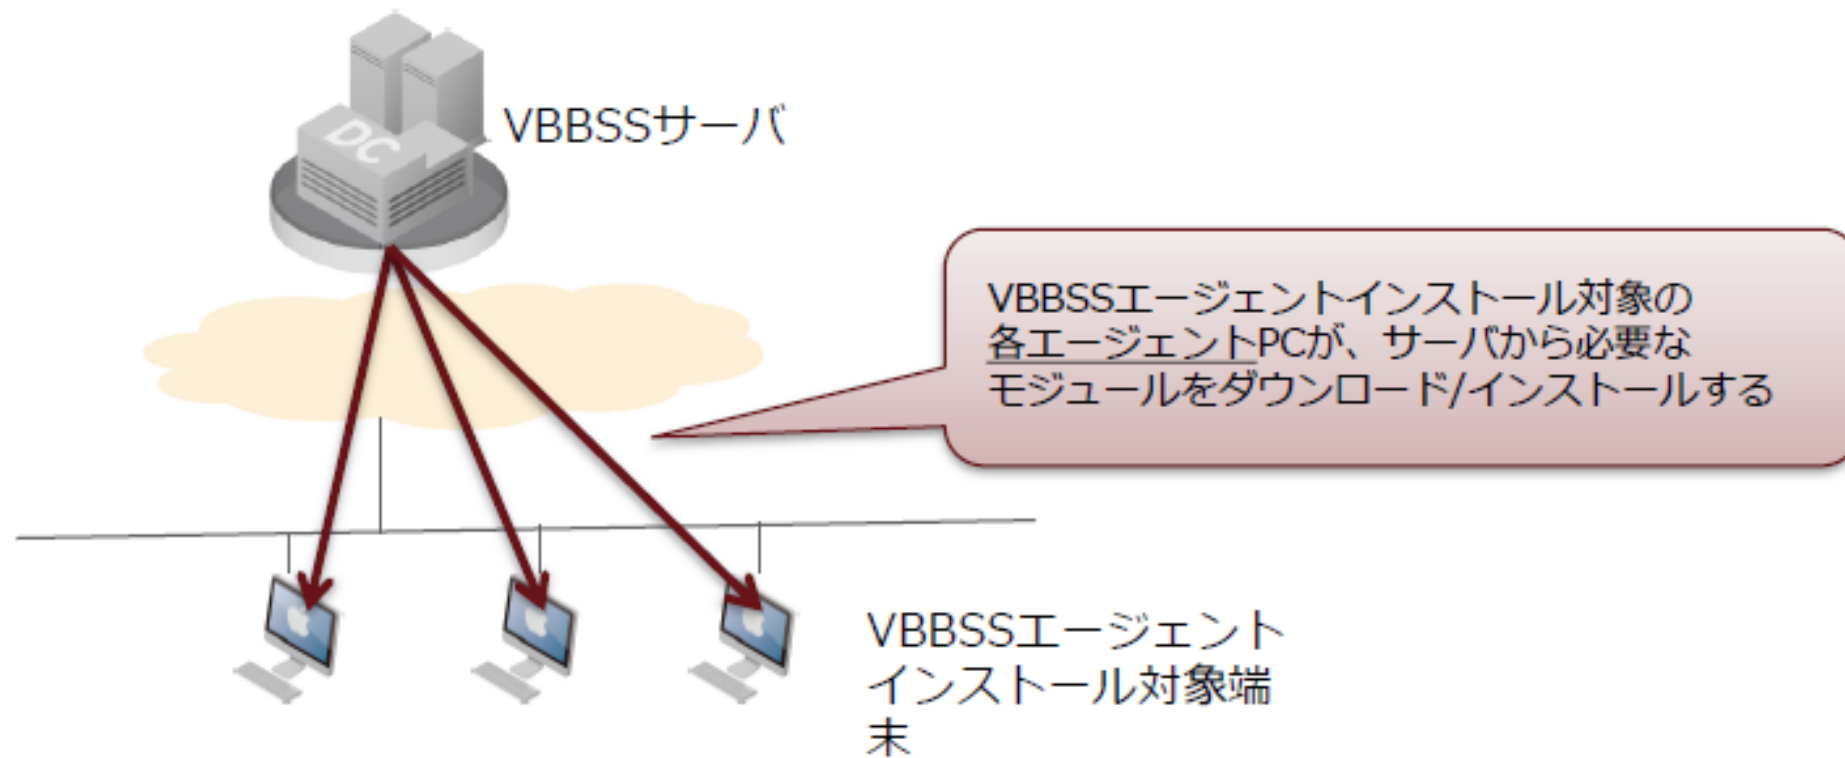 DC
VBBSSサーバ
VBBSSエージェントインストール対象の
各エージェントPCが、サーバから必要な
モジュールをダウンロード/インストールする
VBBSSエージェント
インストール対象端
末